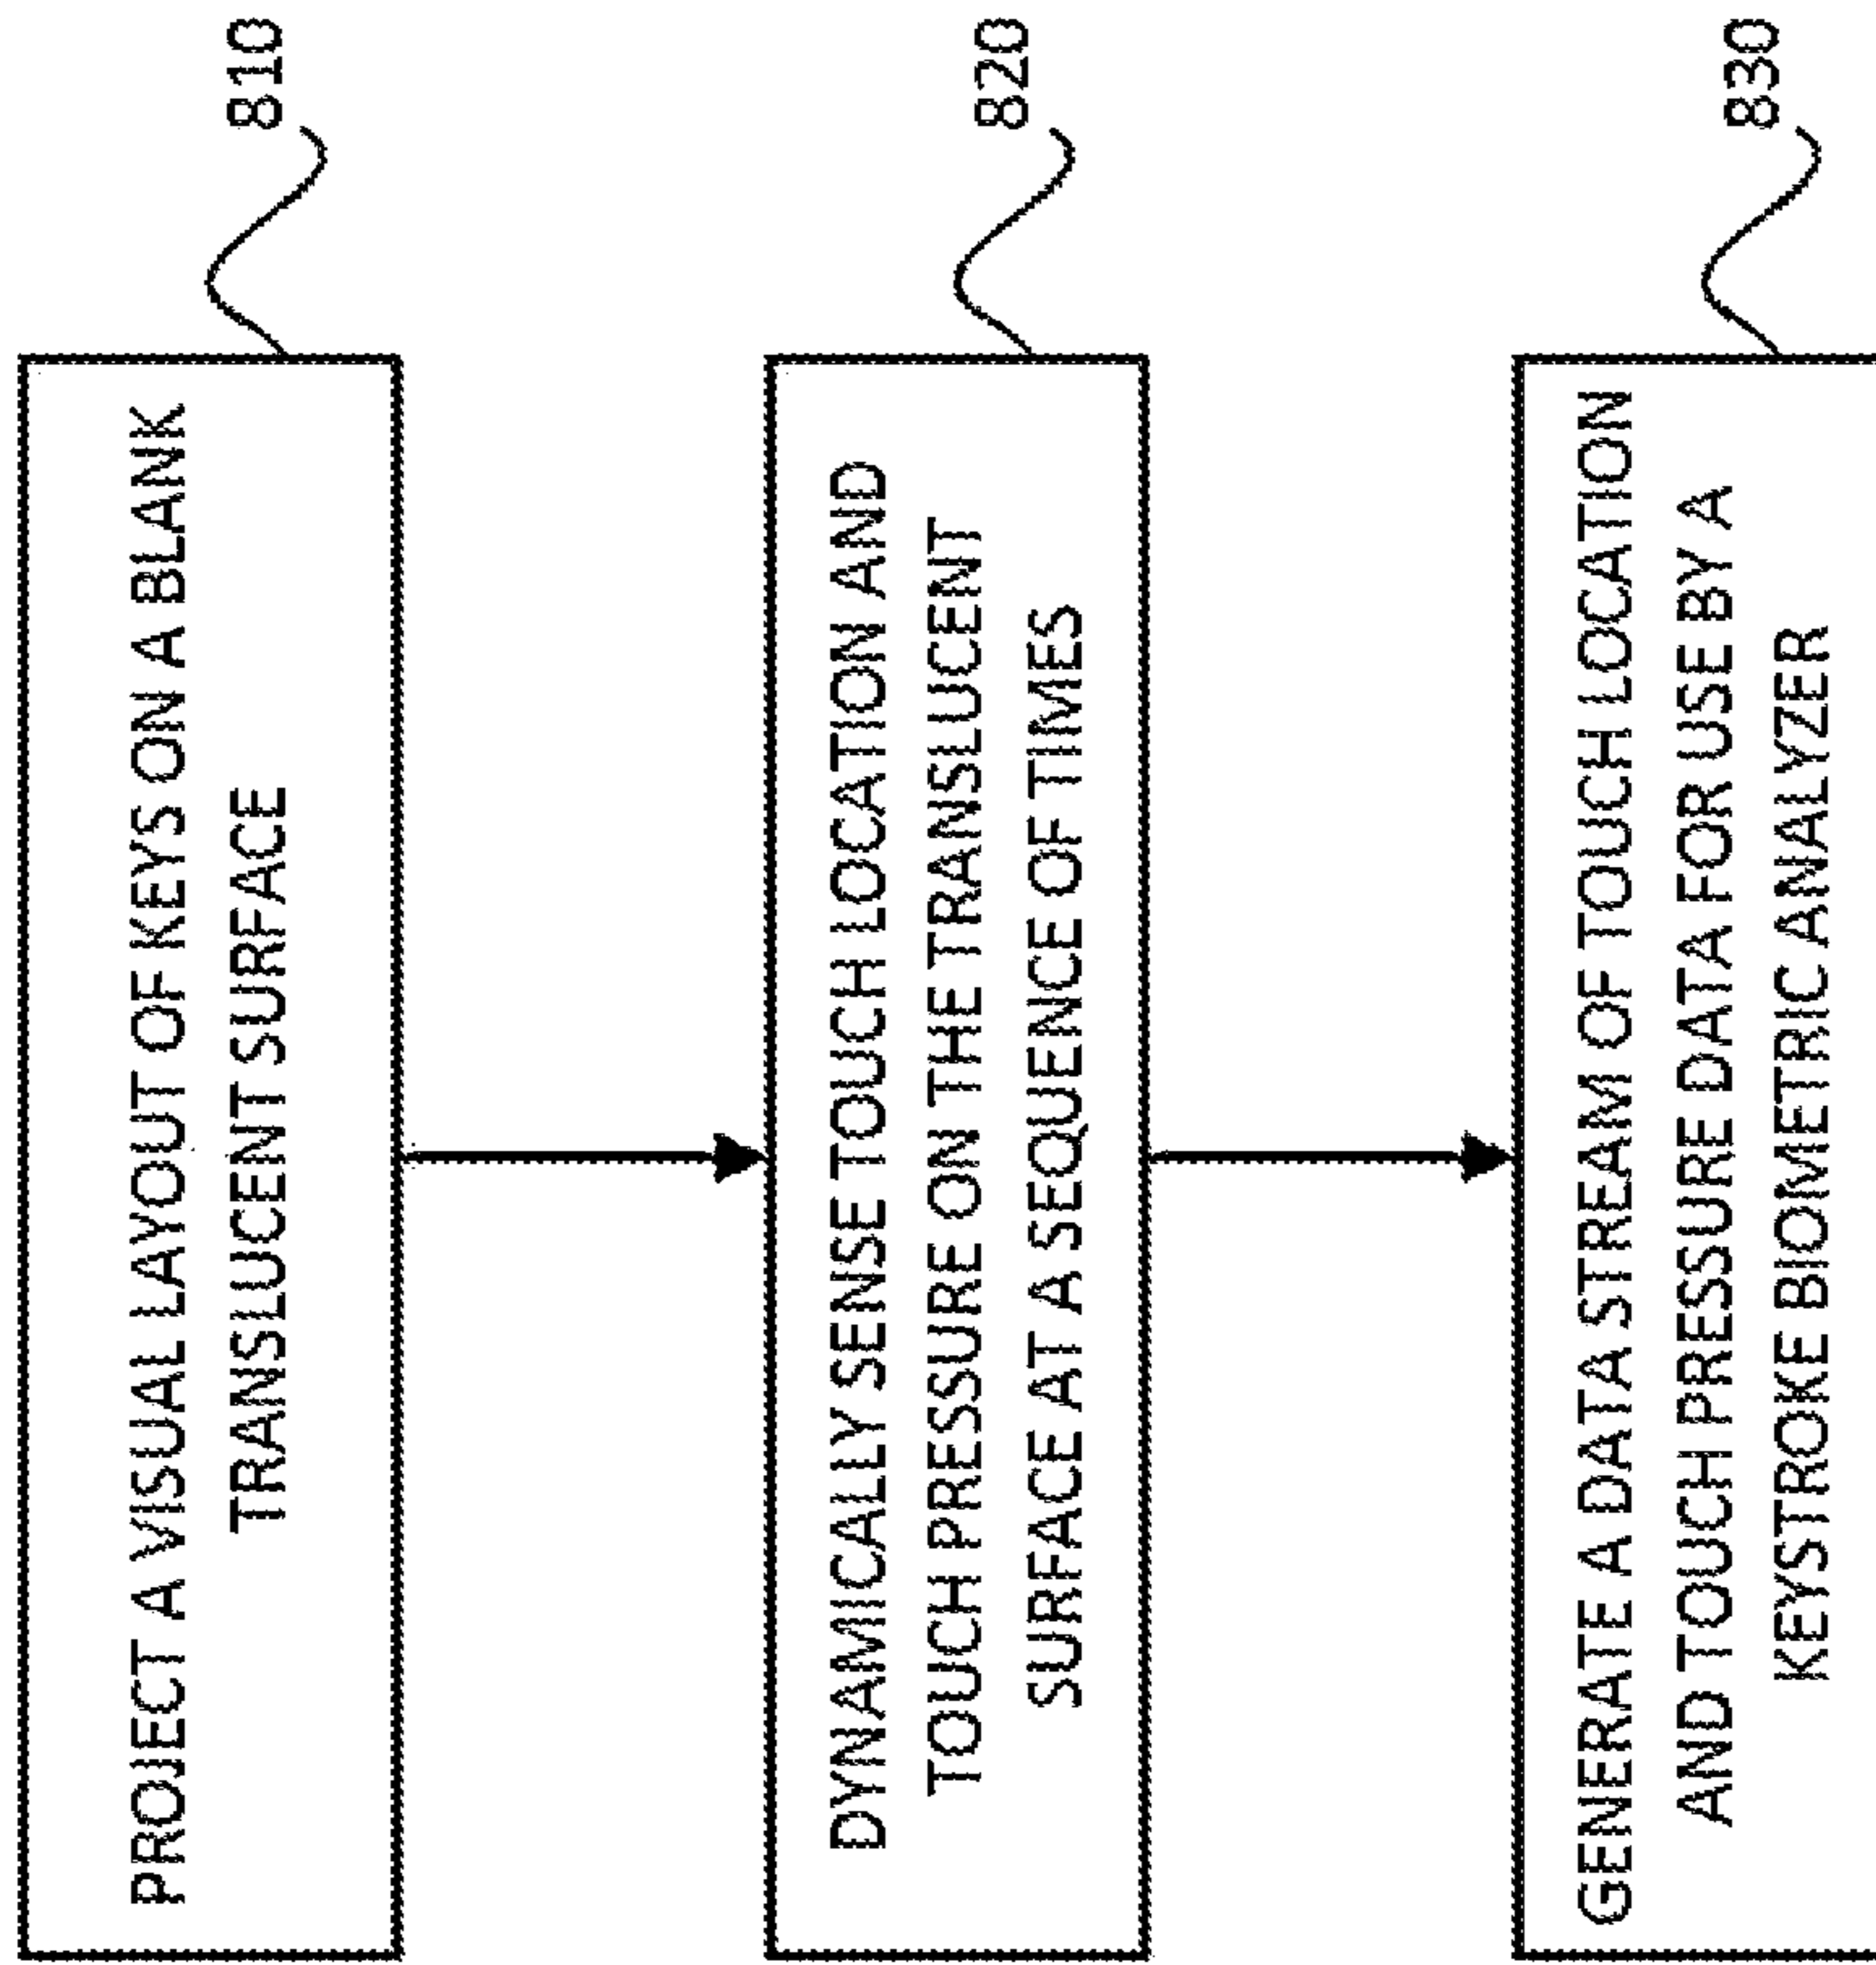 PROJECT A VISUAL LAYOUT OF KEYS ON A BLANK
TRANSLUCENT SURFACE
810
DYNAMICALLY SENSE TOUCH LOCATION AND
TOUCH PRESSURE ON THE TRANSLUCENT
SURFACE AT A SEQUENCE OF TIMES
820
GENERATE A DATA STREAM OF TOUCH LOCATION
AND TOUCH PRESSURE DATA FOR USE BY A
KEYSTROKE BIOMETRIC ANALYZER
830